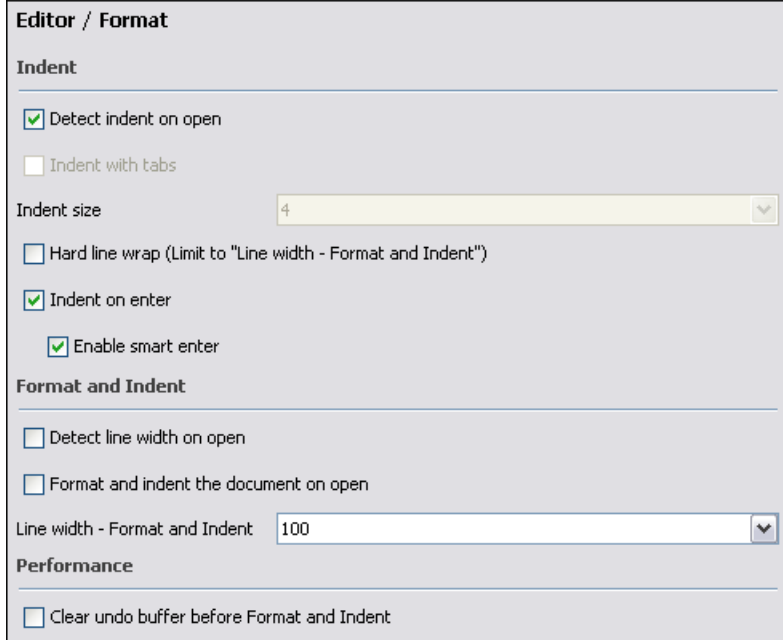 Editor / Format
Indent
Detect indent on open
Indent with tabs
Indent size 4
Hard line wrap (Limit to "Line width - Format and Indent")
Indent on enter
Enable smart enter
Format and Indent
Detect line width on open
Format and indent the document on open
Line width - Format and Indent 100
Performance
Clear undo buffer before Format and Indent